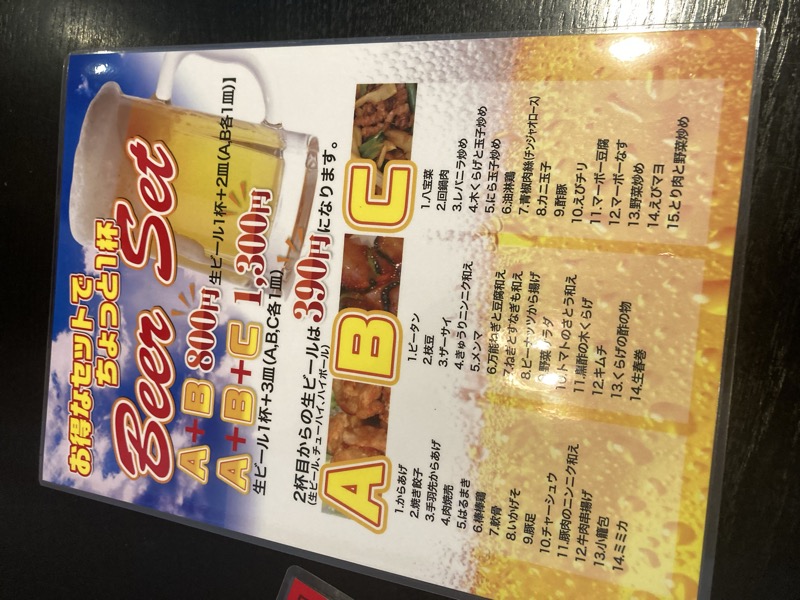 お得なセットで
ちょっと1杯
Beer Set
A+B 800円 生ビール1杯+2皿(A,B各1皿)】
A+B+C 1,300円
生ビール1杯+3皿(A,B,C各1皿)
2杯目からの生ビールは390円になります。
(生ビール、チューハイ、ハイボール)
A
1.からあげ
2.焼き餃子
3.手羽先からあげ
4.肉焼売
5.はるまき
6.棒棒鶏
7.軟骨
8.いかげそ
9.豚足
10.チャーシュウ
11.豚肉のニンニク和え
12.牛肉串揚げ
13.小籠包
14.ミミカ
B
1.ピータン
2.枝豆
3.ザーサイ
4.きゅうりニンニク和え
5.メンマ
6.万能ねぎと豆腐和え
7.ねぎとすなぎも和え
8.ピーナッツから揚げ
9.野菜サラダ
10.トマトのさとう和え
11.黒酢の木くらげ
12.キムチ
13.くらげの酢の物
14.生春巻
C
1.八宝菜
2.回鍋肉
3.レバニラ炒め
4.木くらげと玉子炒め
5.にら玉子炒め
6.油淋鶏
7.青椒肉絲(チンジャオロース)
8.カニ玉子
9.酢豚
10.えびチリ
11.マーボー豆腐
12.マーボーなす
13.野菜炒め
14.えびマヨ
15.とり肉と野菜炒め